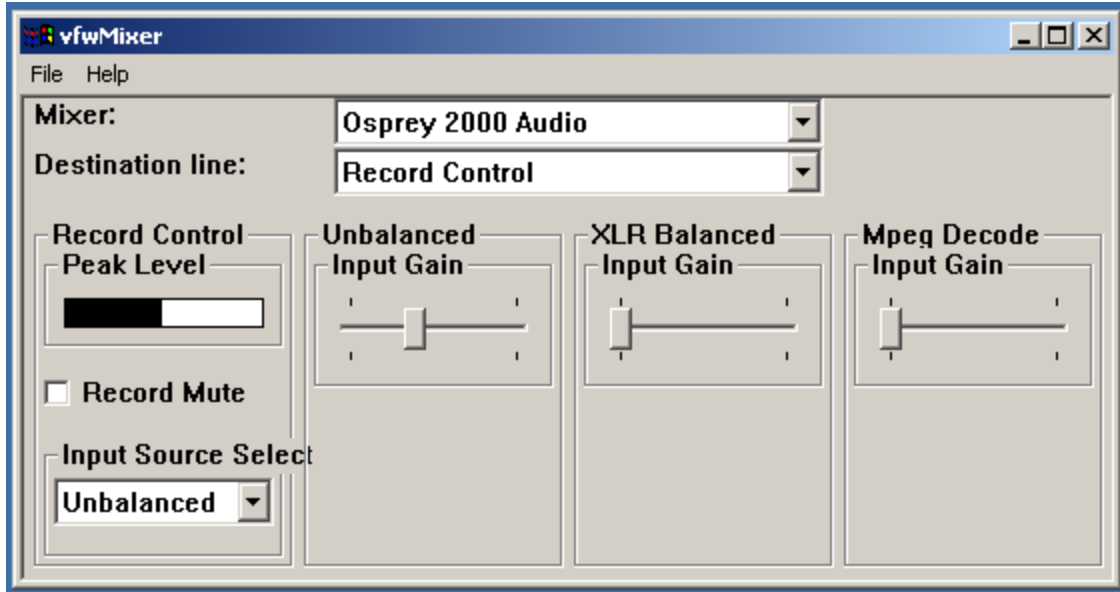 vfwMixer
File Help
Mixer: Osprey 2000 Audio
Destination line: Record Control
Record Control Unbalanced XLR Balanced Mpeg Decode
Peak Level Input Gain Input Gain Input Gain
Record Mute
Input Source Select
Unbalanced